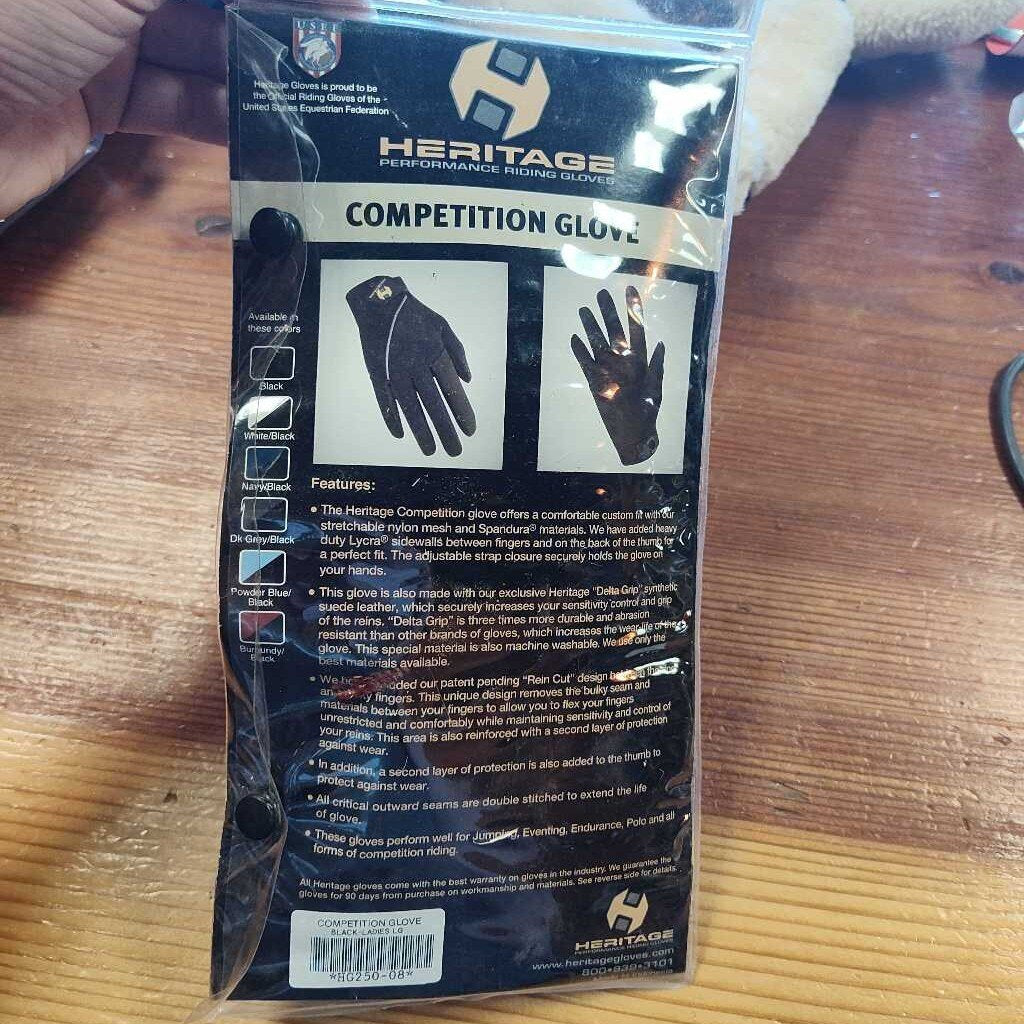 USEF
Heritage Gloves is proud to be
the Official Riding Gloves of the
United States Equestrian Federation
HERITAGE
PERFORMANCE RIDING GLOVES
COMPETITION GLOVE
Available in
these colors
Black
White/Black
Navy/Black
Dk Grey/Black
Powder Blue/
Black
Burgundy/
Black
Features:
• The Heritage Competition glove offers a comfortable custom fit with our
stretchable nylon mesh and Spandura® materials. We have added heavy
duty Lycra® sidewalls between fingers and on the back of the thumb for
a perfect fit. The adjustable strap closure securely holds the glove on
your hands.
• This glove is also made with our exclusive Heritage "Delta Grip" synthetic
suede leather, which securely increases your sensitivity control and grip
of the reins. "Delta Grip" is three times more durable and abrasion
resistant than other brands of gloves, which increases the wear life of the
glove. This special material is also machine washable. We use only the
best materials available.
• We our patent pending "Rein Cut" design
fingers. This unique design removes the bulky seam and
materials between your fingers to allow you to flex your fingers
unrestricted and comfortably while maintaining sensitivity and control of
your reins. This area is also reinforced with a second layer of protection
against wear.
• In addition, a second layer of protection is also added to the thumb to
protect against wear.
• All critical outward seams are double stitched to extend the life
of glove.
• These gloves perform well for Jumping, Eventing, Endurance, Polo and all
forms of competition riding.
All Heritage gloves come with the best warranty on gloves in the industry. We guarantee the
gloves for 90 days from purchase on workmanship and materials. See reverse side for details.
HERITAGE
PERFORMANCE RIDING GLOVES
www.heritagegloves.com
800•939•3101
COMPETITION GLOVE
BLACK-LADIES LG
*HG250-08*